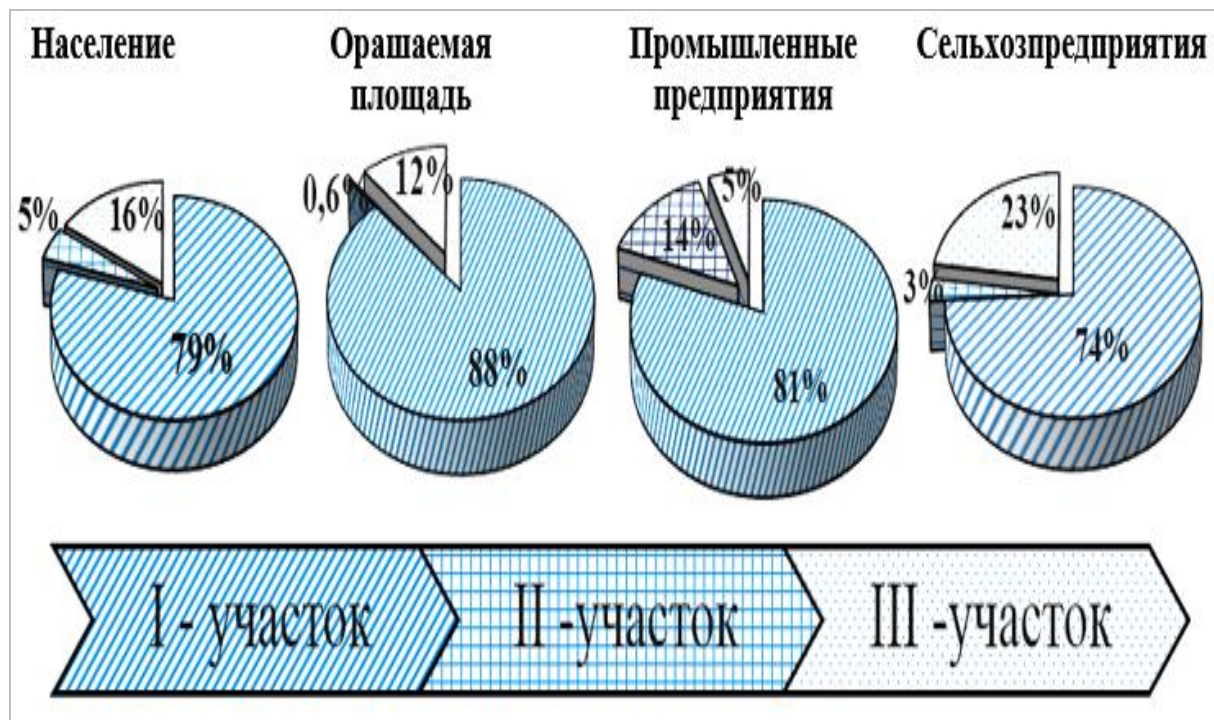 Население
Орашаемая
площадь
Промышленные
предприятия
Сельхозпредприятия
5%
16%
79%
0,6%
12%
88%
14%
5%
81%
23%
3%
74%
I - участок
II -участок
III -участок